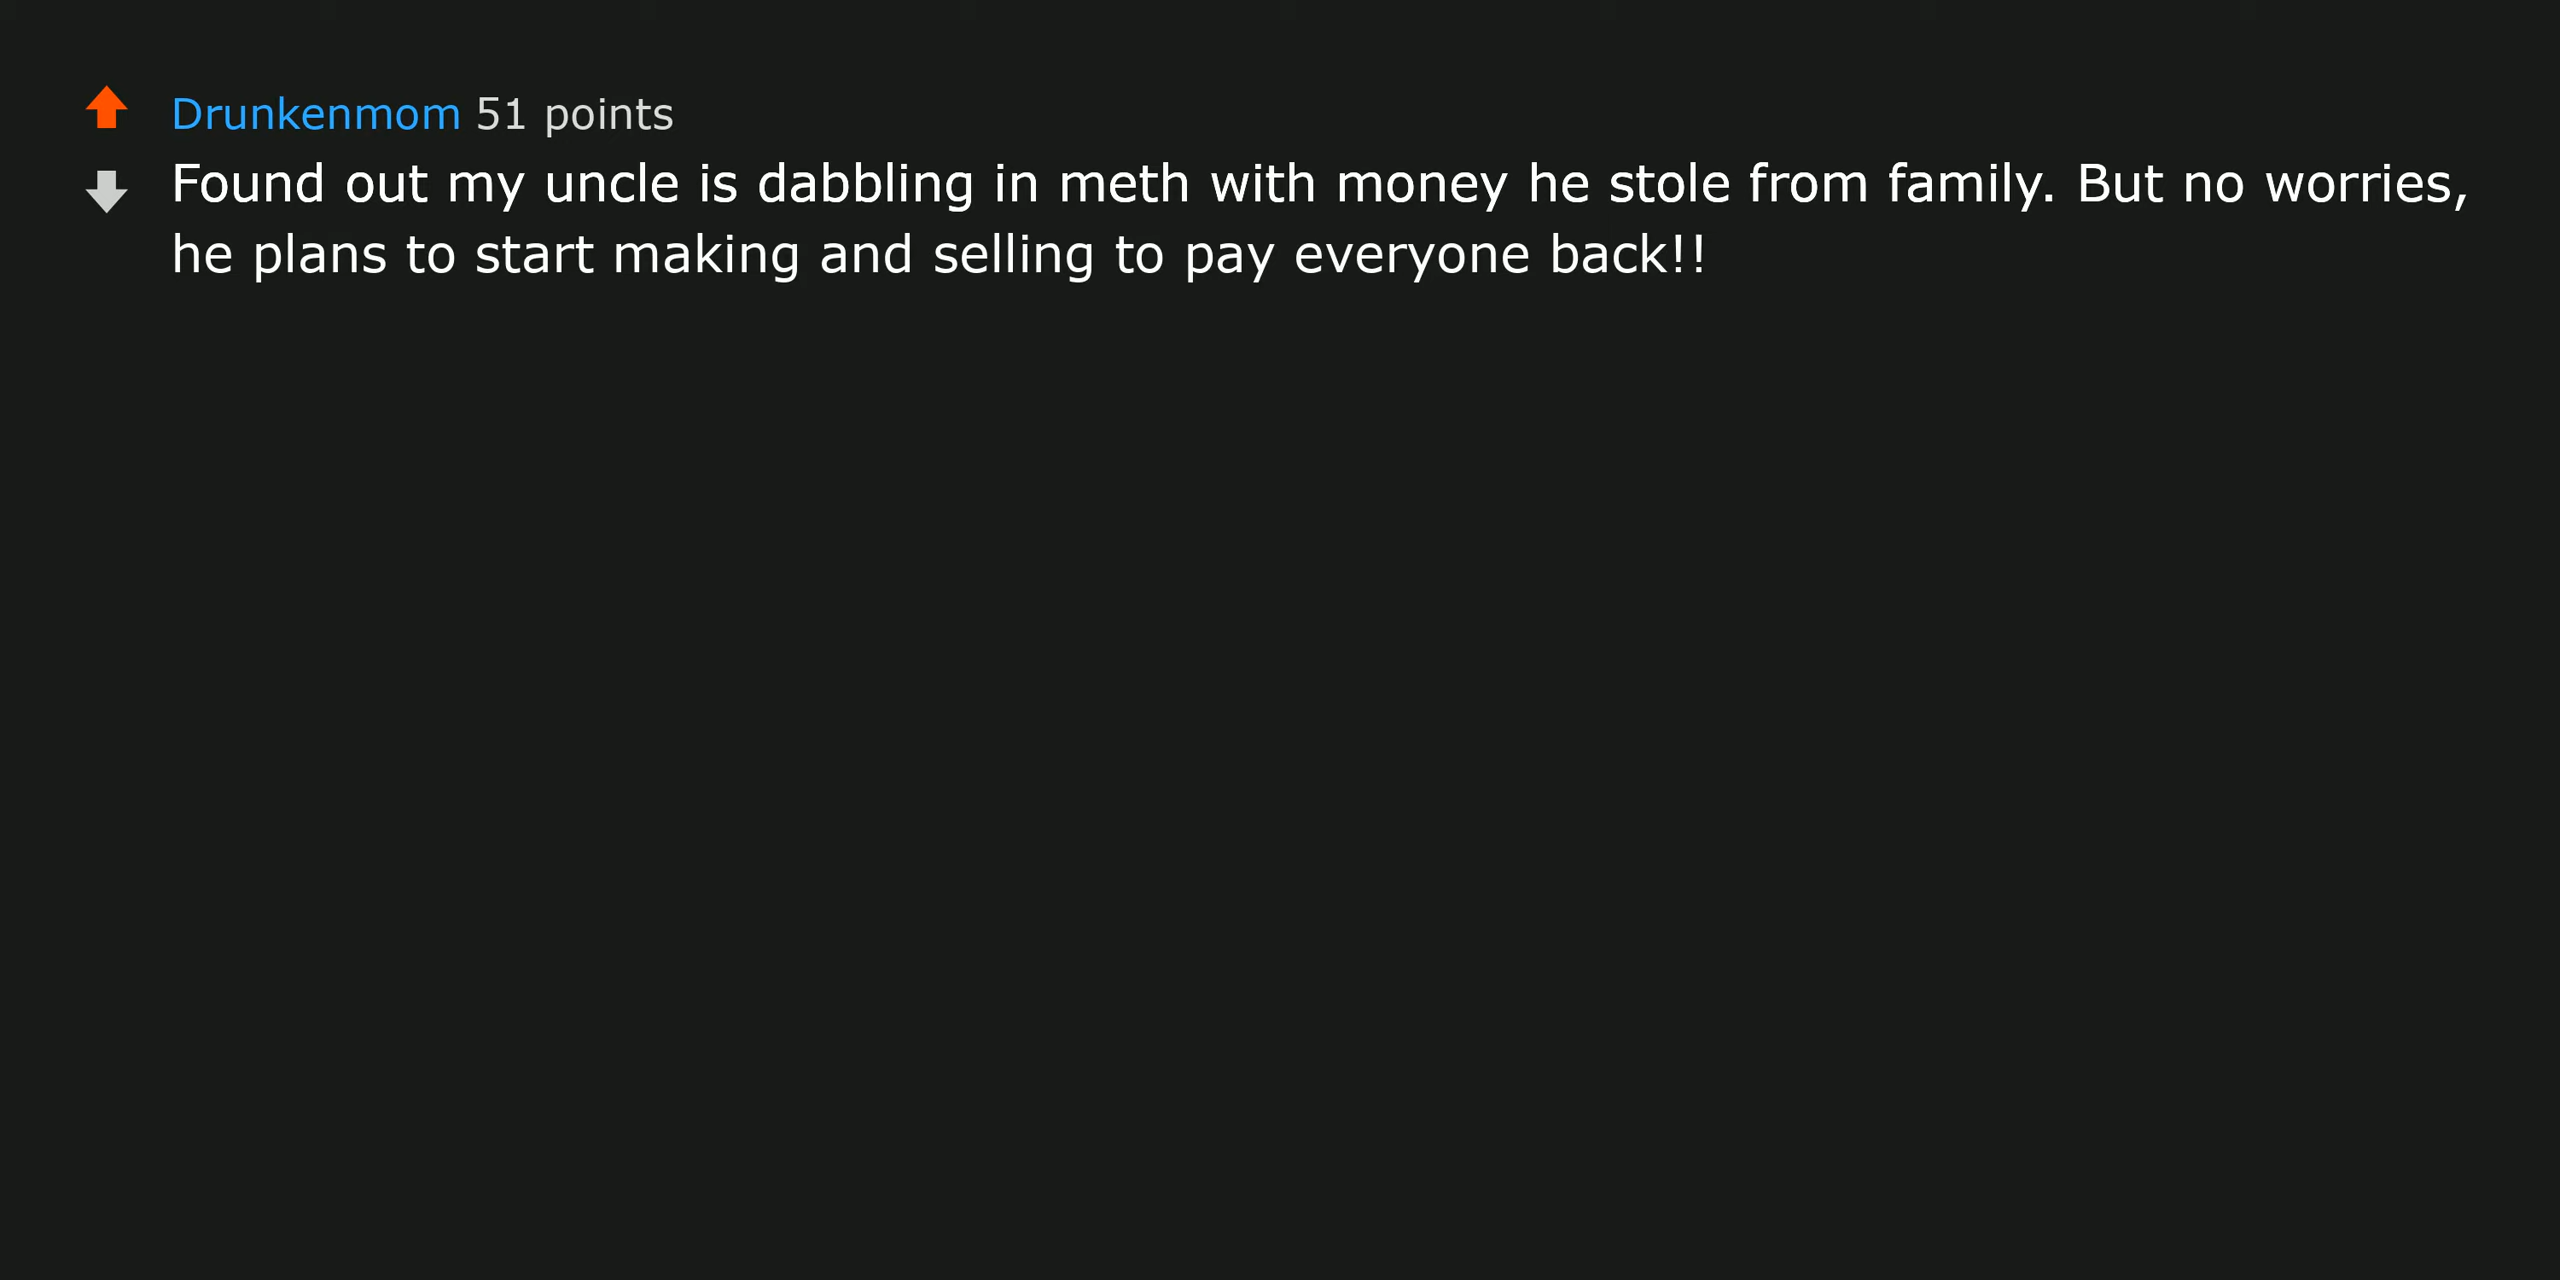 Drunkenmom 51 points
Found out my uncle is dabbling in meth with money he stole from family. But no worries,
he plans to start making and selling to pay everyone back!!